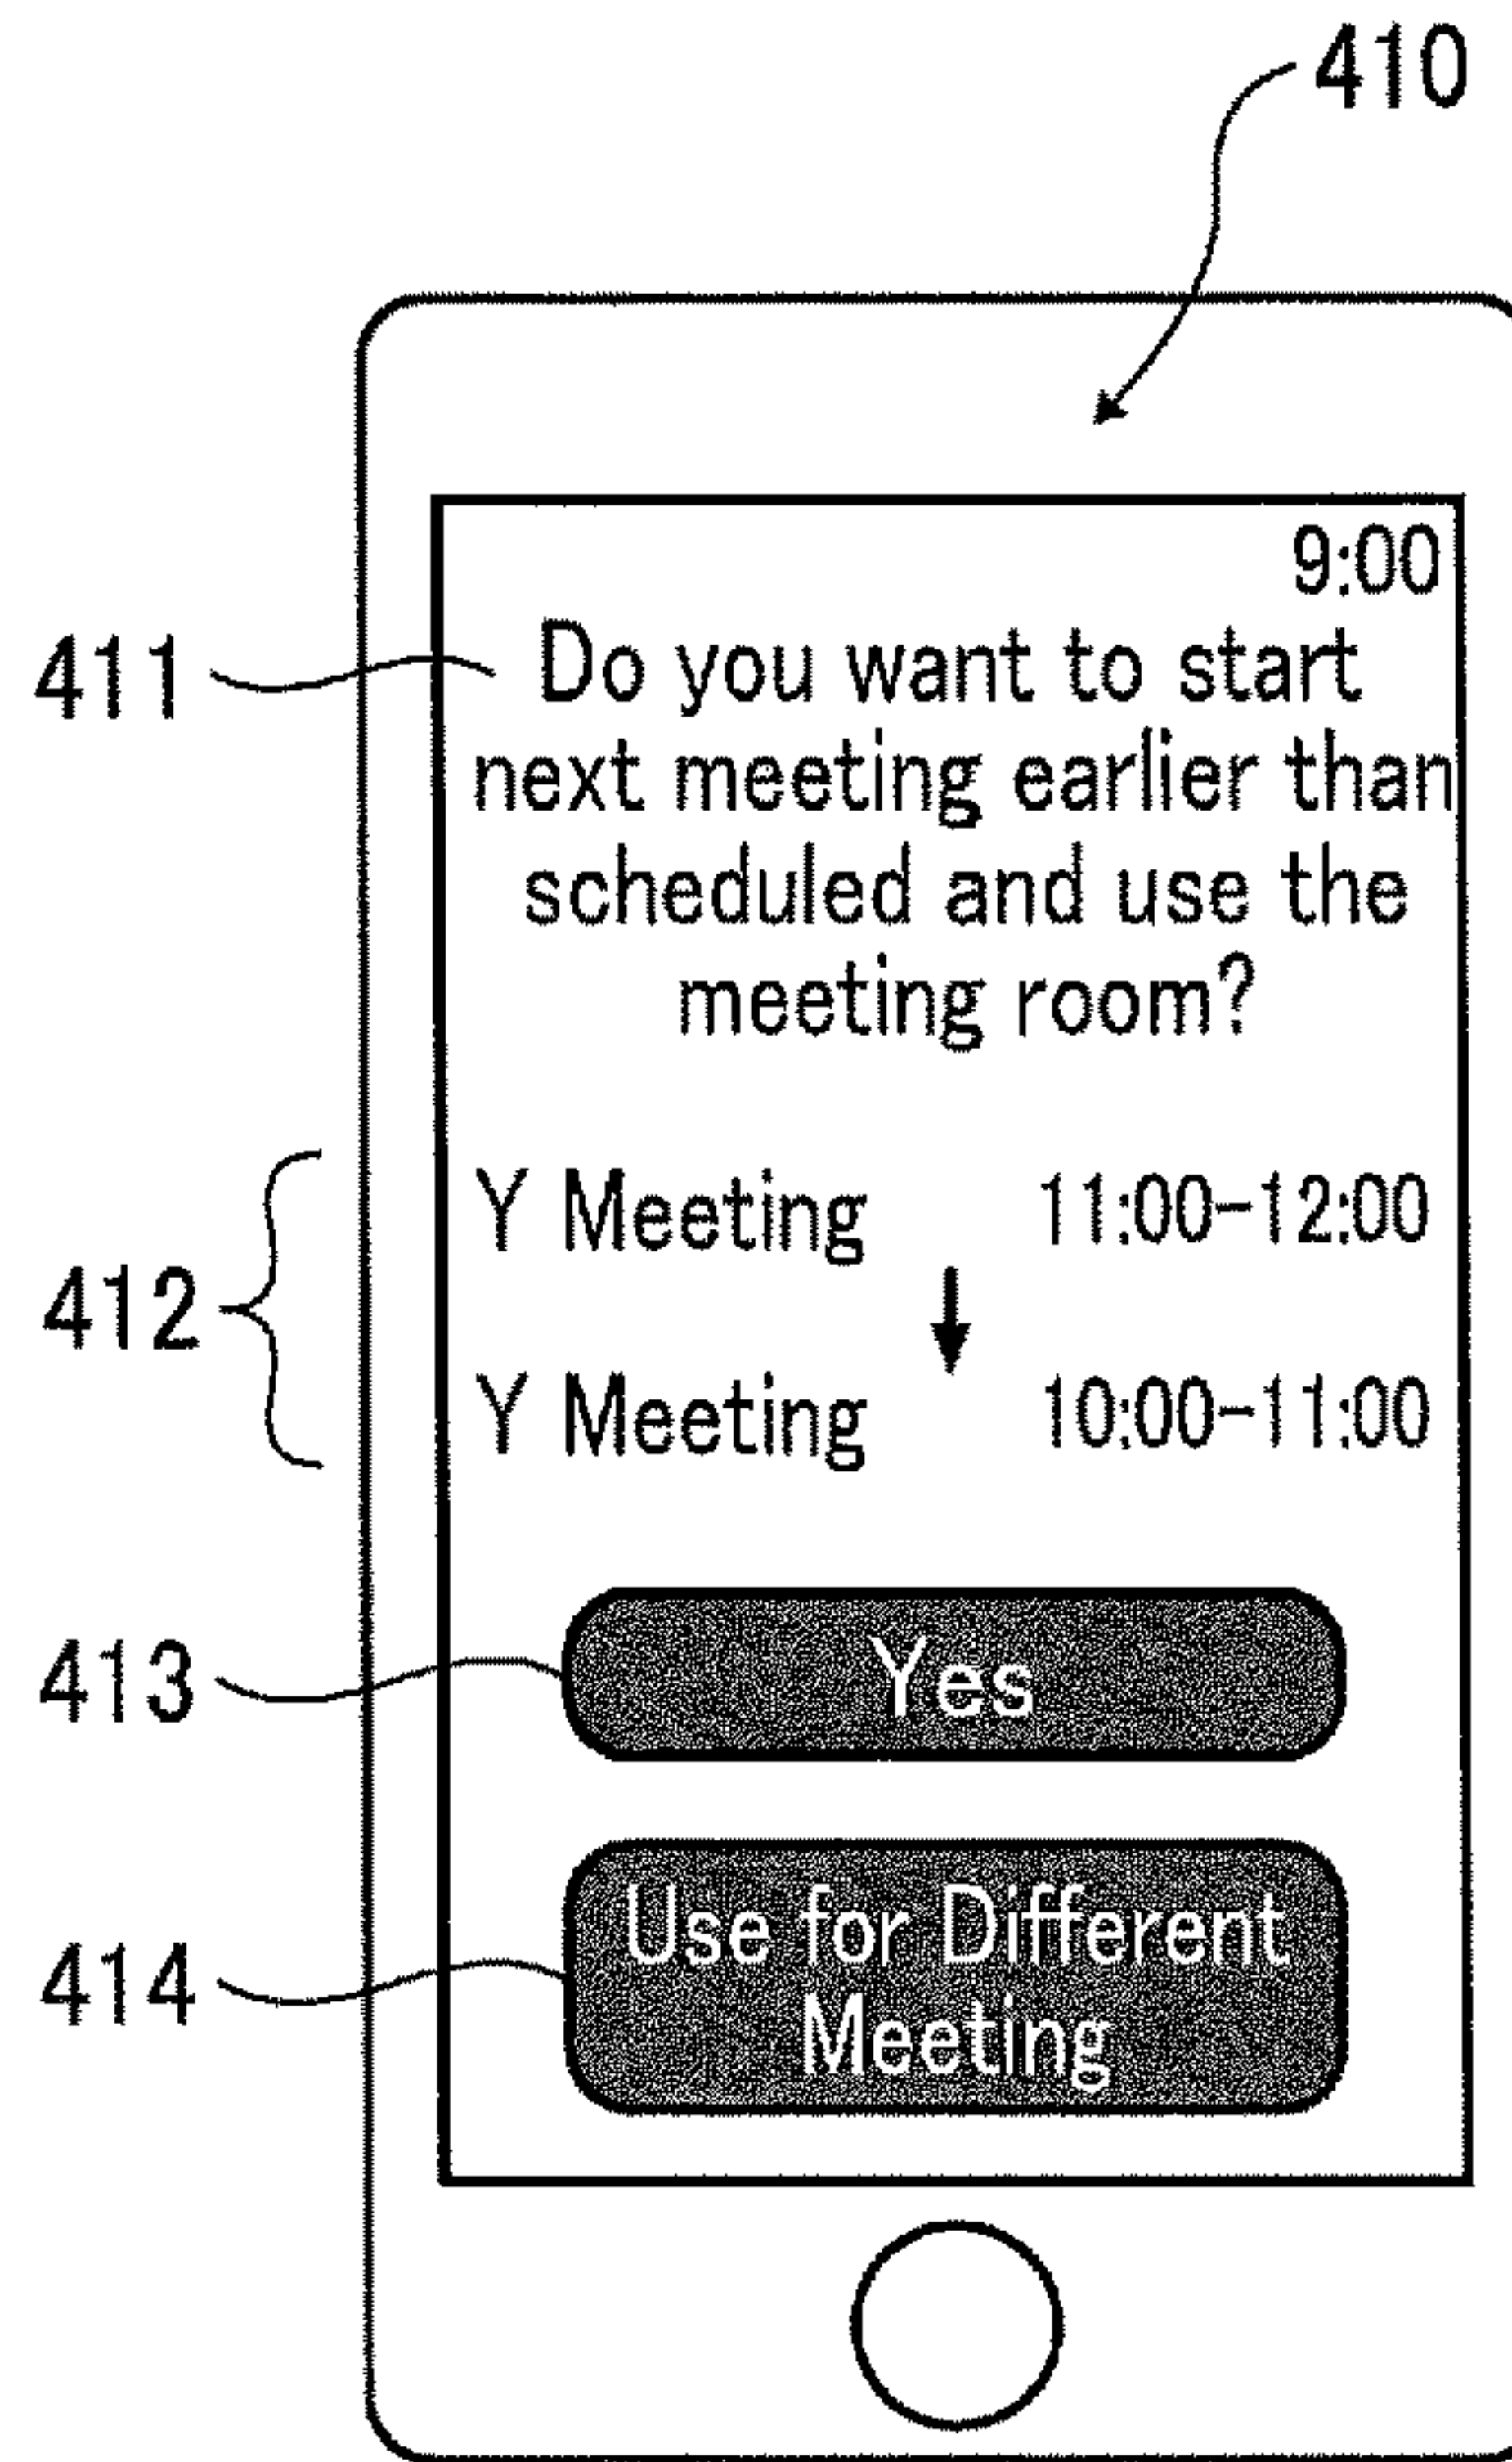 410
9:00
411
Do you want to start
next meeting earlier than
scheduled and use the
meeting room?
412
Y Meeting 11:00-12:00
Y Meeting 10:00-11:00
413
Yes
414
Use for Different
Meeting